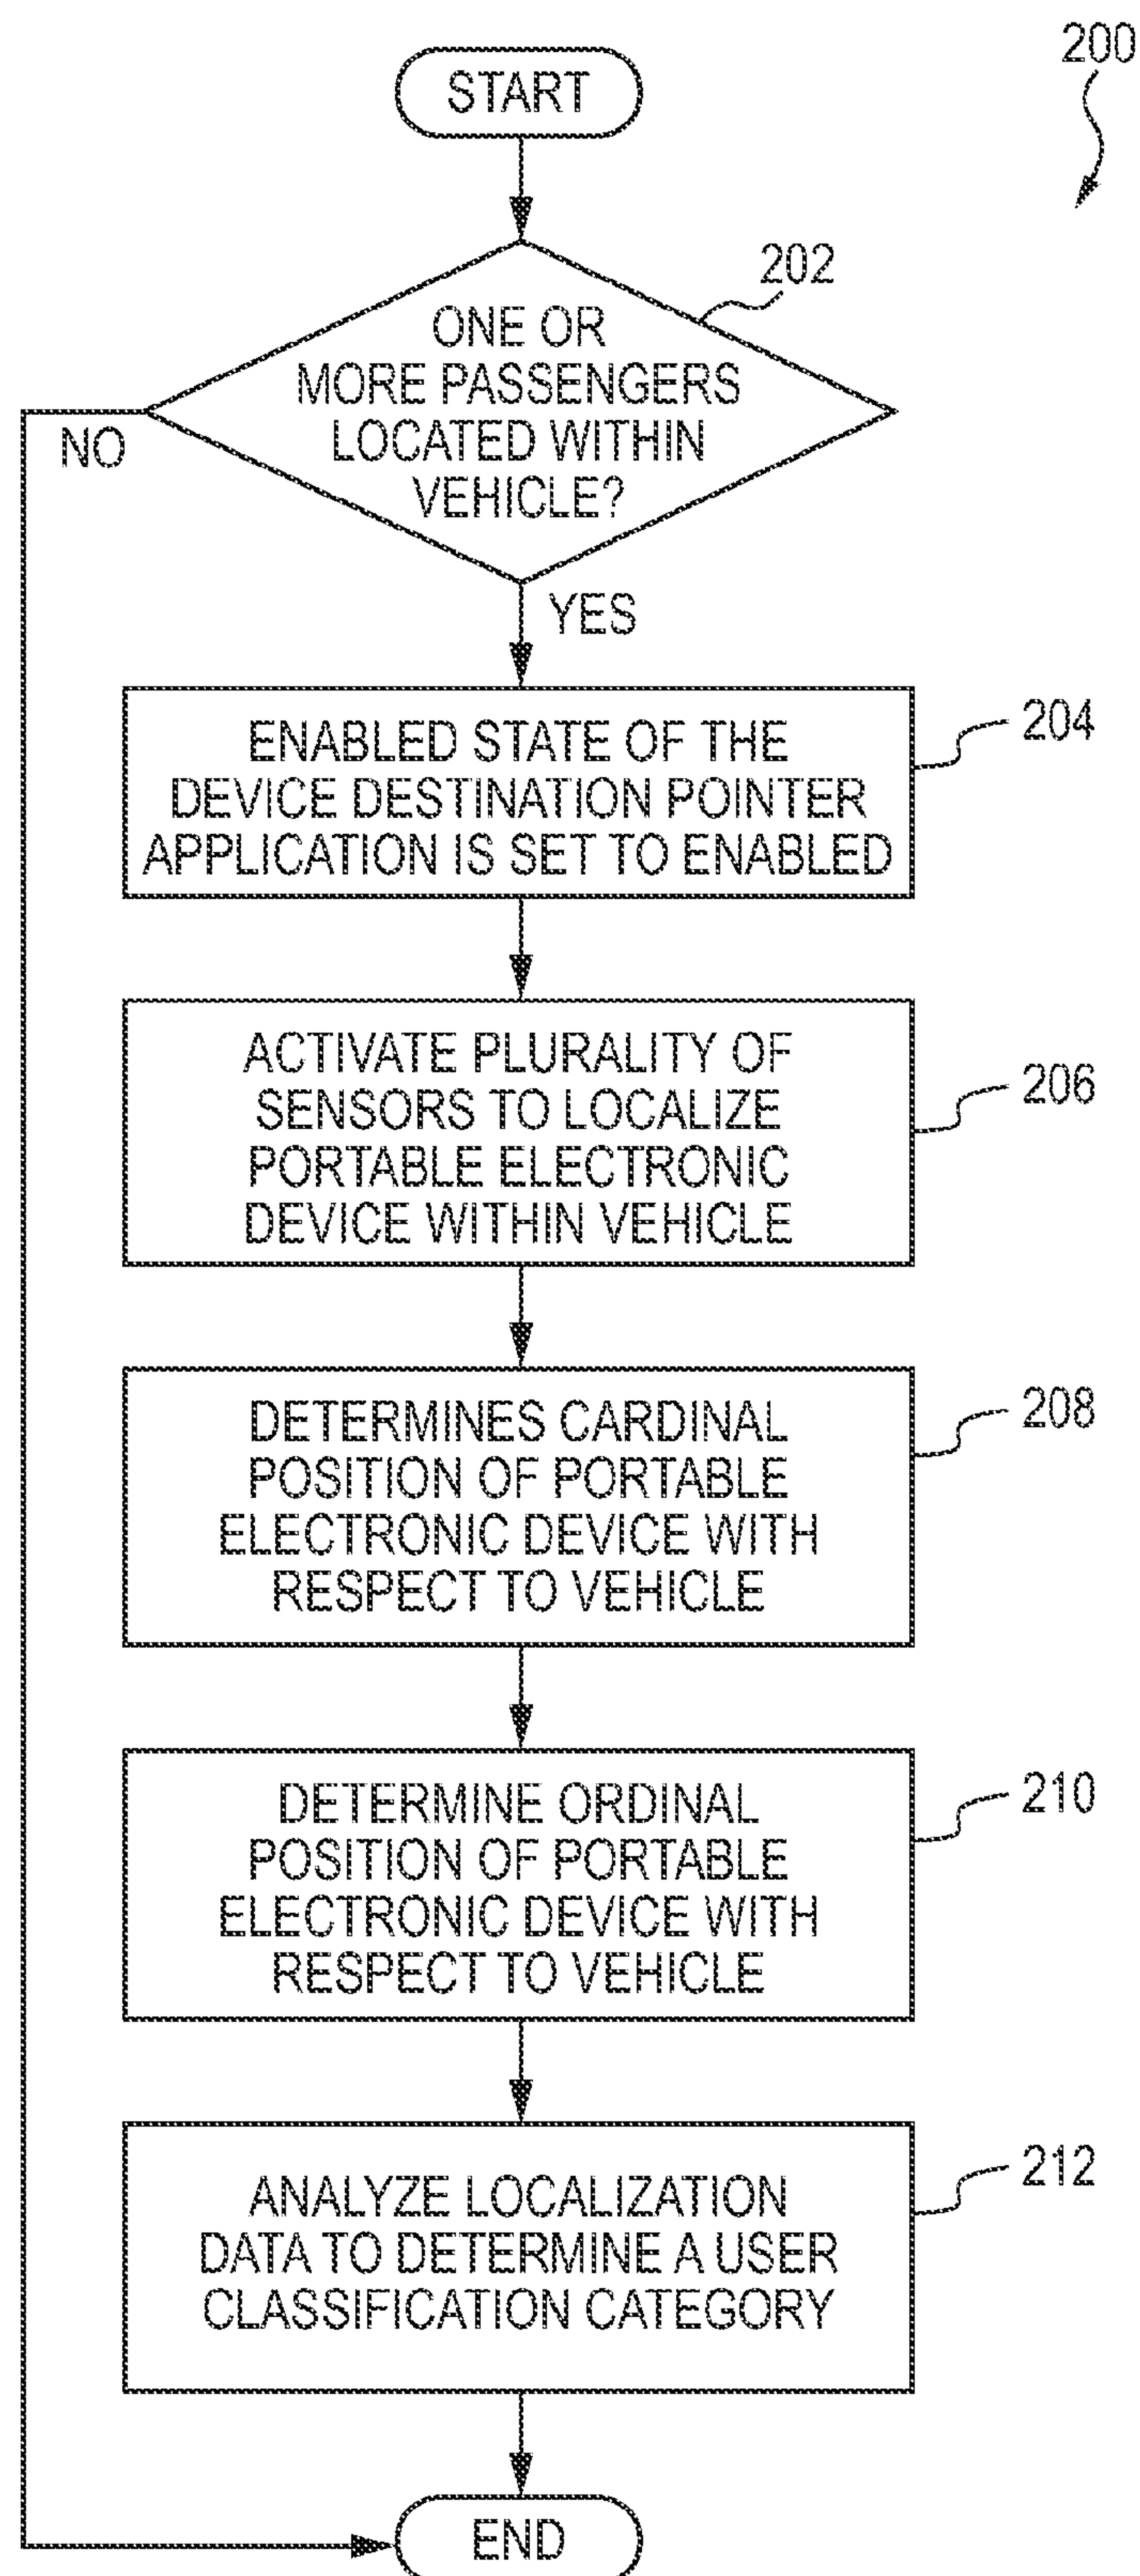 200
START
202
ONE OR
MORE PASSENGERS
LOCATED WITHIN
VEHICLE?
NO
YES
204
ENABLED STATE OF THE
DEVICE DESTINATION POINTER
APPLICATION IS SET TO ENABLED
206
ACTIVATE PLURALITY OF
SENSORS TO LOCALIZE
PORTABLE ELECTRONIC
DEVICE WITHIN VEHICLE
208
DETERMINES CARDINAL
POSITION OF PORTABLE
ELECTRONIC DEVICE WITH
RESPECT TO VEHICLE
210
DETERMINE ORDINAL
POSITION OF PORTABLE
ELECTRONIC DEVICE WITH
RESPECT TO VEHICLE
212
ANALYZE LOCALIZATION
DATA TO DETERMINE A USER
CLASSIFICATION CATEGORY
END